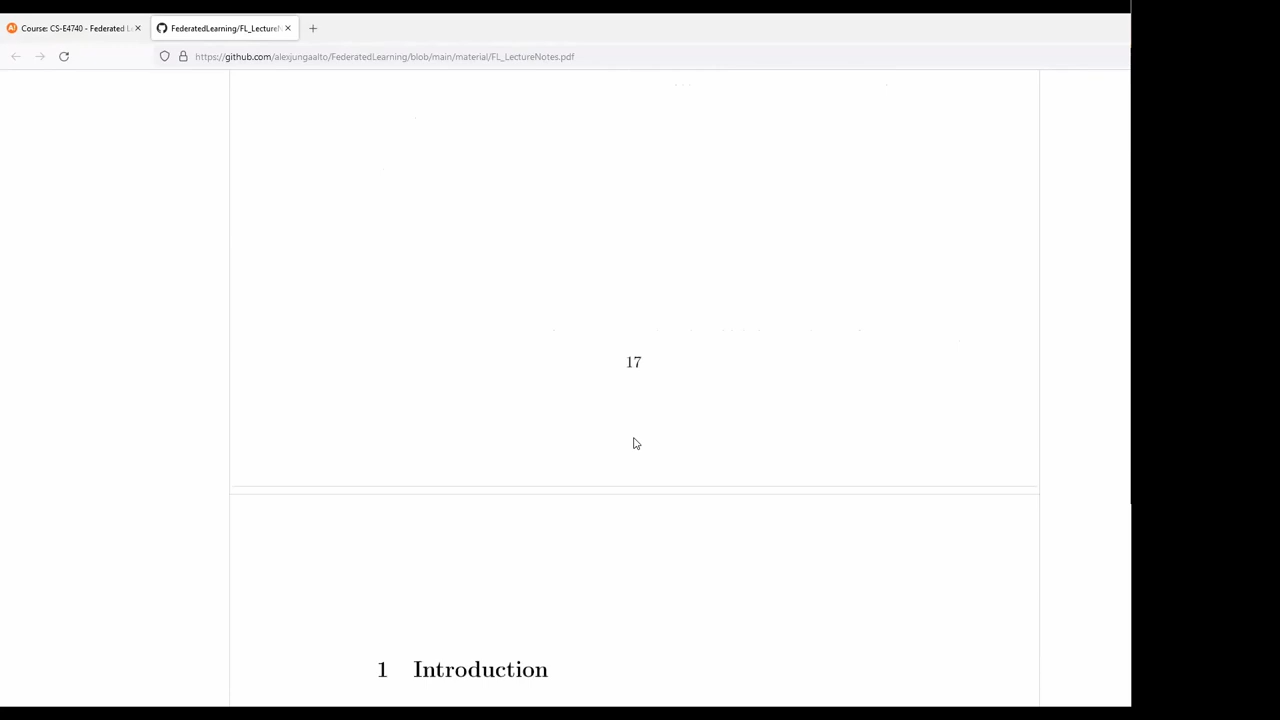 Course: CS-E4740 - Federated L
FederatedLearning/FL_Lecture
https://github.com/alexjungaalto/FederatedLearning/blob/main/material/FL_LectureNotes.pdf
17
1 Introduction